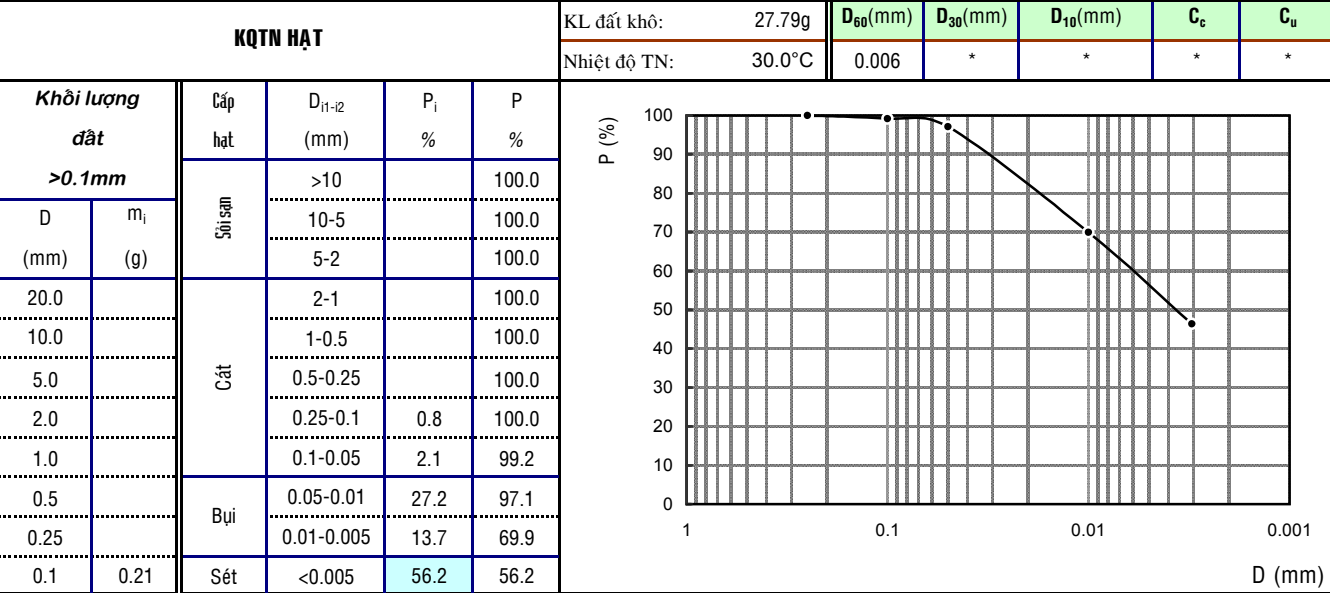 KQTN HẠT
KL đất khô: 27.79g D60(mm) D30(mm) D10(mm) Cc Cu
Nhiệt độ TN: 30.0°C 0.006 * * * *
Khối lượng
đất
>0.1mm
D mi
(mm) (g)
20.0
10.0
5.0
2.0
1.0
0.5
0.25
0.1 0.21
Cấp Di1-i2 Pi P
hạt (mm) % %
Sỏi sạn
>10 100.0
10-5 100.0
5-2 100.0
Cát
2-1 100.0
1-0.5 100.0
0.5-0.25 100.0
0.25-0.1 0.8 100.0
0.1-0.05 2.1 99.2
Bụi
0.05-0.01 27.2 97.1
0.01-0.005 13.7 69.9
Sét <0.005 56.2 56.2
P (%)
100
90
80
70
60
50
40
30
20
10
0
1 0.1 0.01 0.001
D (mm)